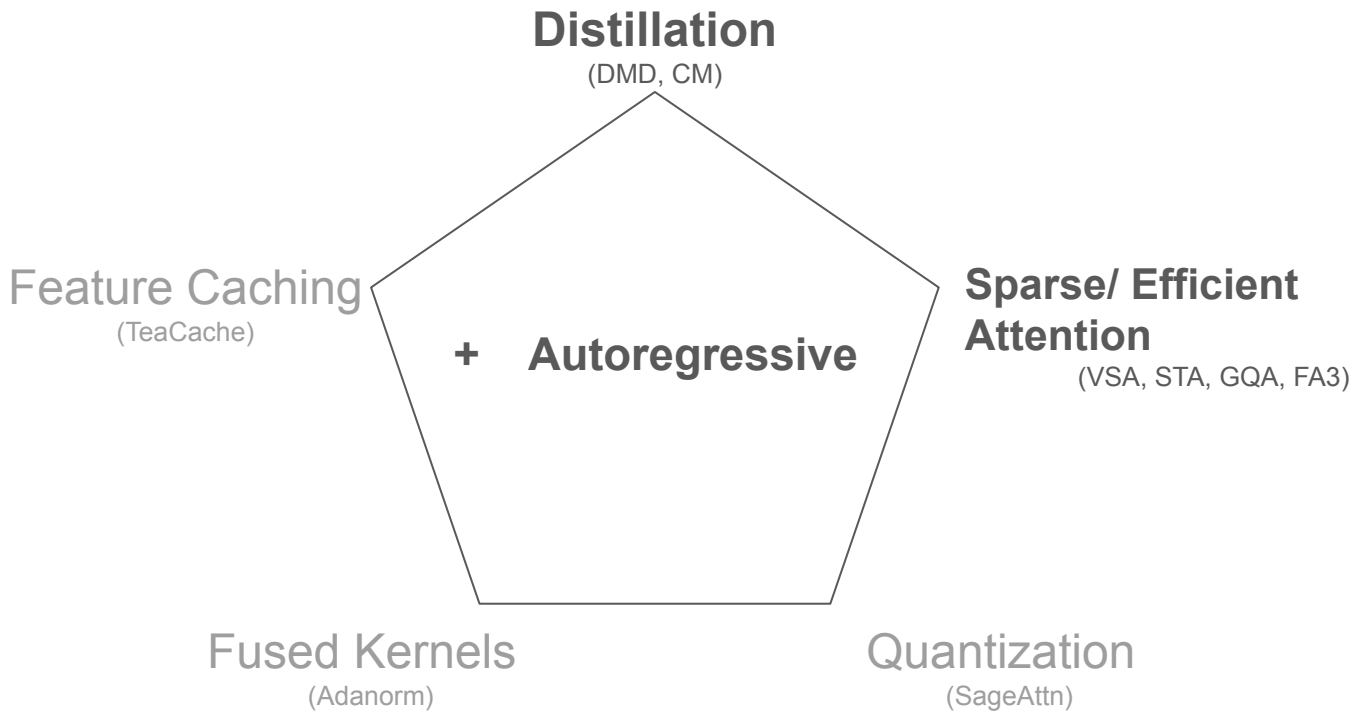 Distillation
(DMD, CM)
Feature Caching
(TeaCache)
Sparse/ Efficient
Attention
(VSA, STA, GQA, FA3)
+ Autoregressive
Fused Kernels
(Adanorm)
Quantization
(SageAttn)